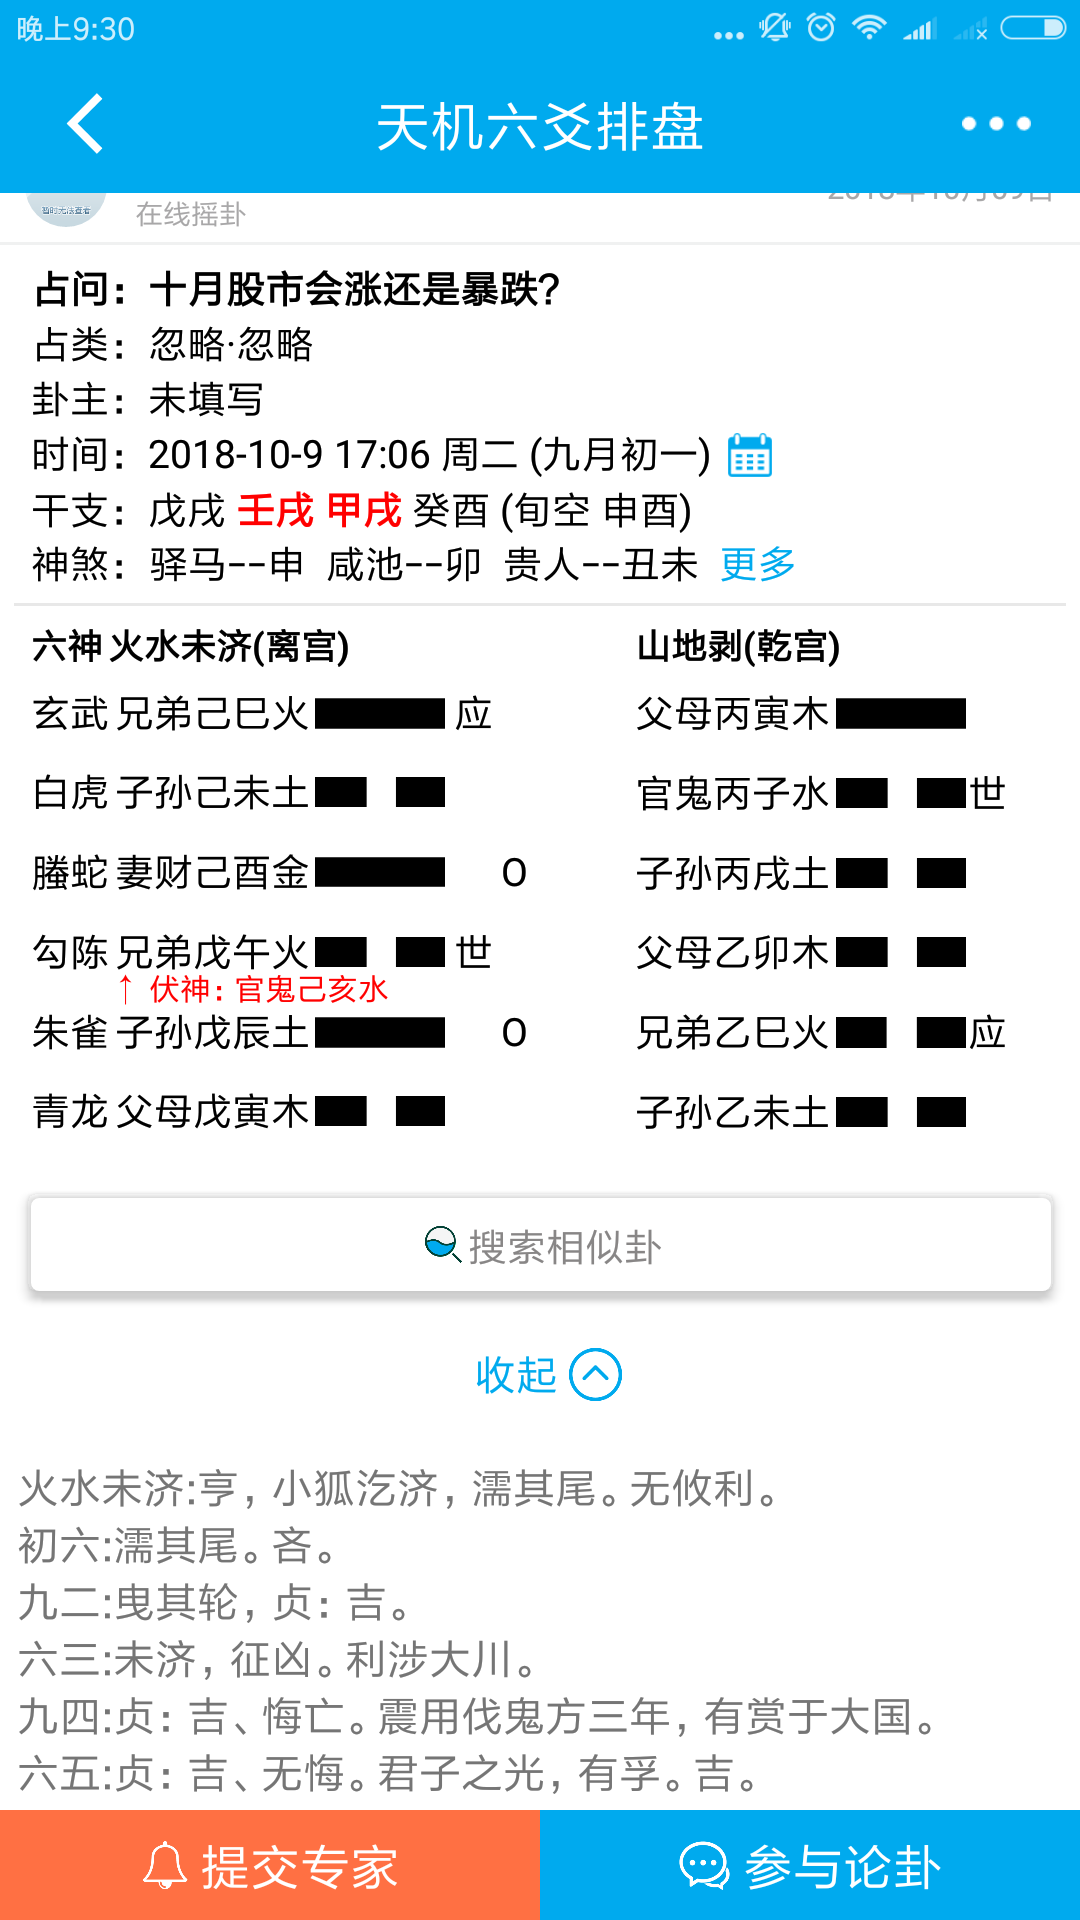 晚上9:30
天机六爻排盘
暂时无法查看
在线摇卦
占问：十月股市会涨还是暴跌?
占类：忽略·忽略
卦主：未填写
时间：2018-10-9 17:06 周二 (九月初一)
干支：戊戌 壬戌 甲戌 癸酉 (旬空 申酉)
神煞：驿马--申 咸池--卯 贵人--丑未 更多
六神 火水未济(离宫) 山地剥(乾宫)
玄武 兄弟己巳火 应 父母丙寅木
白虎 子孙己未土 官鬼丙子水 世
螣蛇 妻财己酉金 O 子孙丙戌土
勾陈 兄弟戊午火 世 父母乙卯木
↑ 伏神：官鬼己亥水
朱雀 子孙戊辰土 O 兄弟乙巳火 应
青龙 父母戊寅木 子孙乙未土
搜索相似卦
收起
火水未济:亨，小狐汔济，濡其尾。无攸利。
初六:濡其尾。吝。
九二:曳其轮，贞：吉。
六三:未济，征凶。利涉大川。
九四:贞：吉、悔亡。震用伐鬼方三年，有赏于大国。
六五:贞：吉、无悔。君子之光，有孚。吉。
提交专家
参与论卦